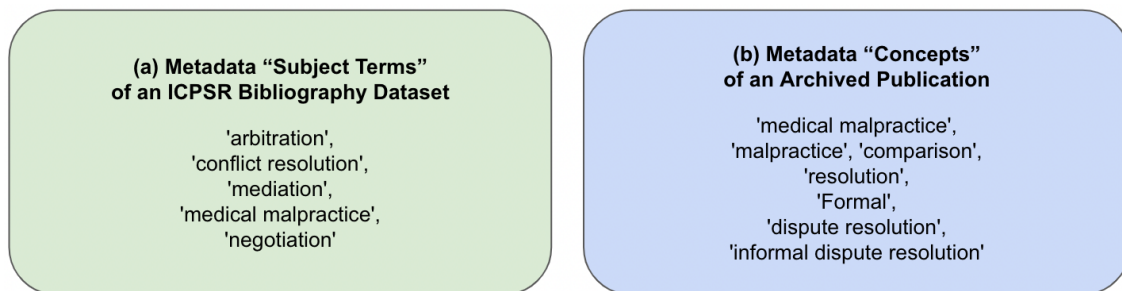 (a) Metadata “Subject Terms”
of an ICPSR Bibliography Dataset
'arbitration',
'conflict resolution',
'mediation',
'medical malpractice',
'negotiation'
(b) Metadata “Concepts”
of an Archived Publication
'medical malpractice',
'malpractice', 'comparison',
'resolution',
'Formal',
'dispute resolution',
'informal dispute resolution'